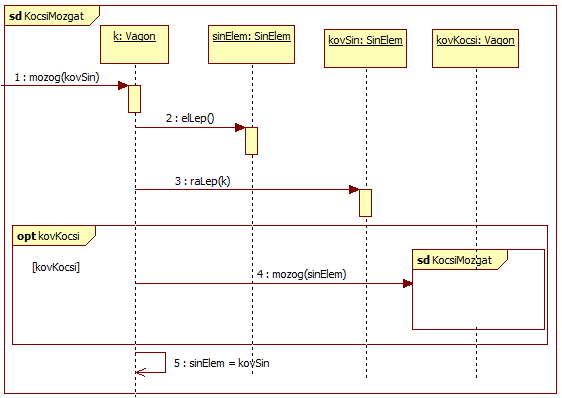 sd KocsiMozgat
k: Vagon
sinElem: SinElem
kovSin: SinElem
kovKocsi: Vagon
1 : mozog(kovSin)
2 : elLep()
3 : raLep(k)
opt kovKocsi
[kovKocsi]
sd KocsiMozgat
4 : mozog(sinElem)
5 : sinElem = kovSin